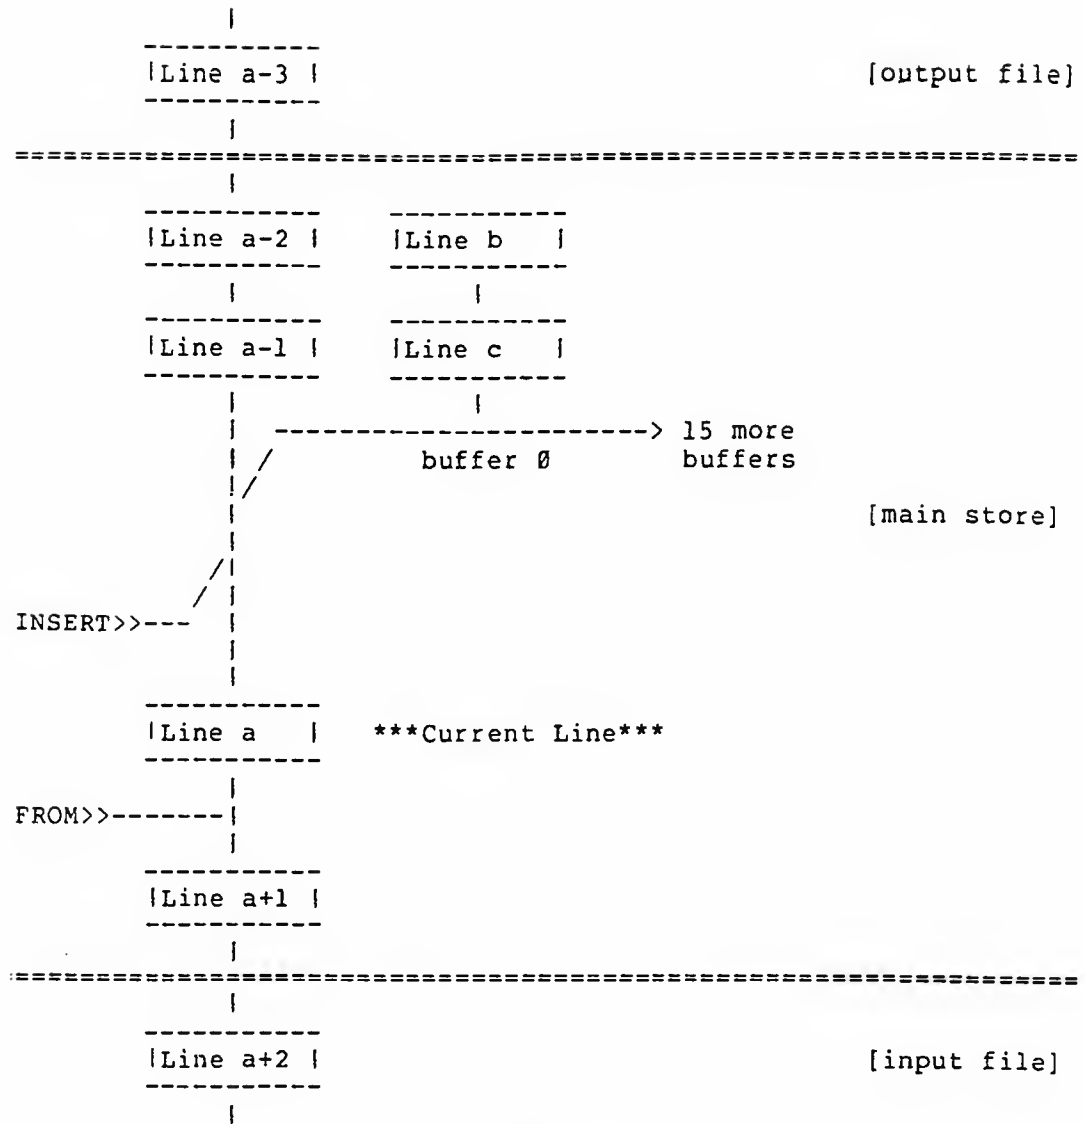 Line a-3 [output file]
Line a-2 Line b
Line a-1 Line c
15 more
buffer 0 buffers
[main store]
INSERT>>---
Line a ***Current Line***
FROM>>-------
Line a+1
Line a+2 [input file]